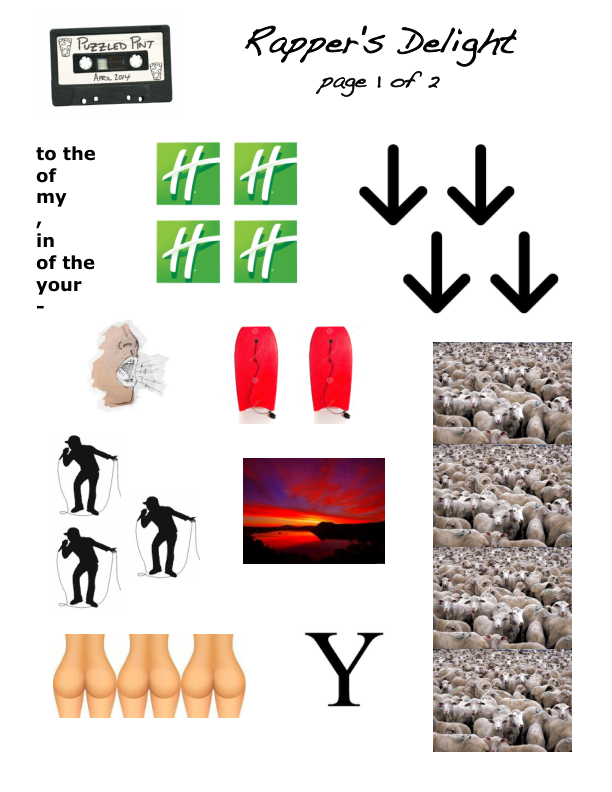 PUZZLED PINT
APRIL 2014
Rapper's Delight
page 1 of 2
to the
of
my
,
in
of the
your
-
H H
H H
Y